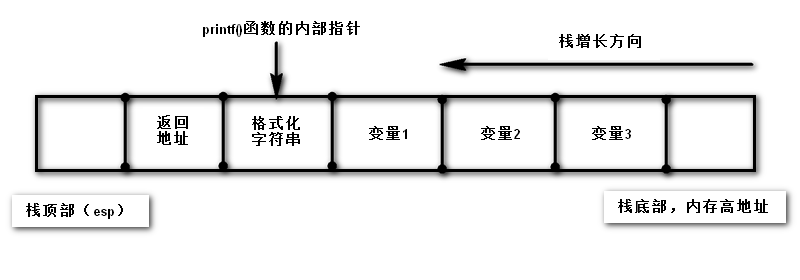 printf()函数的内部指针
栈增长方向
返回
地址
格式化
字符串
变量1
变量2
变量3
栈顶部（esp）
栈底部，内存高地址